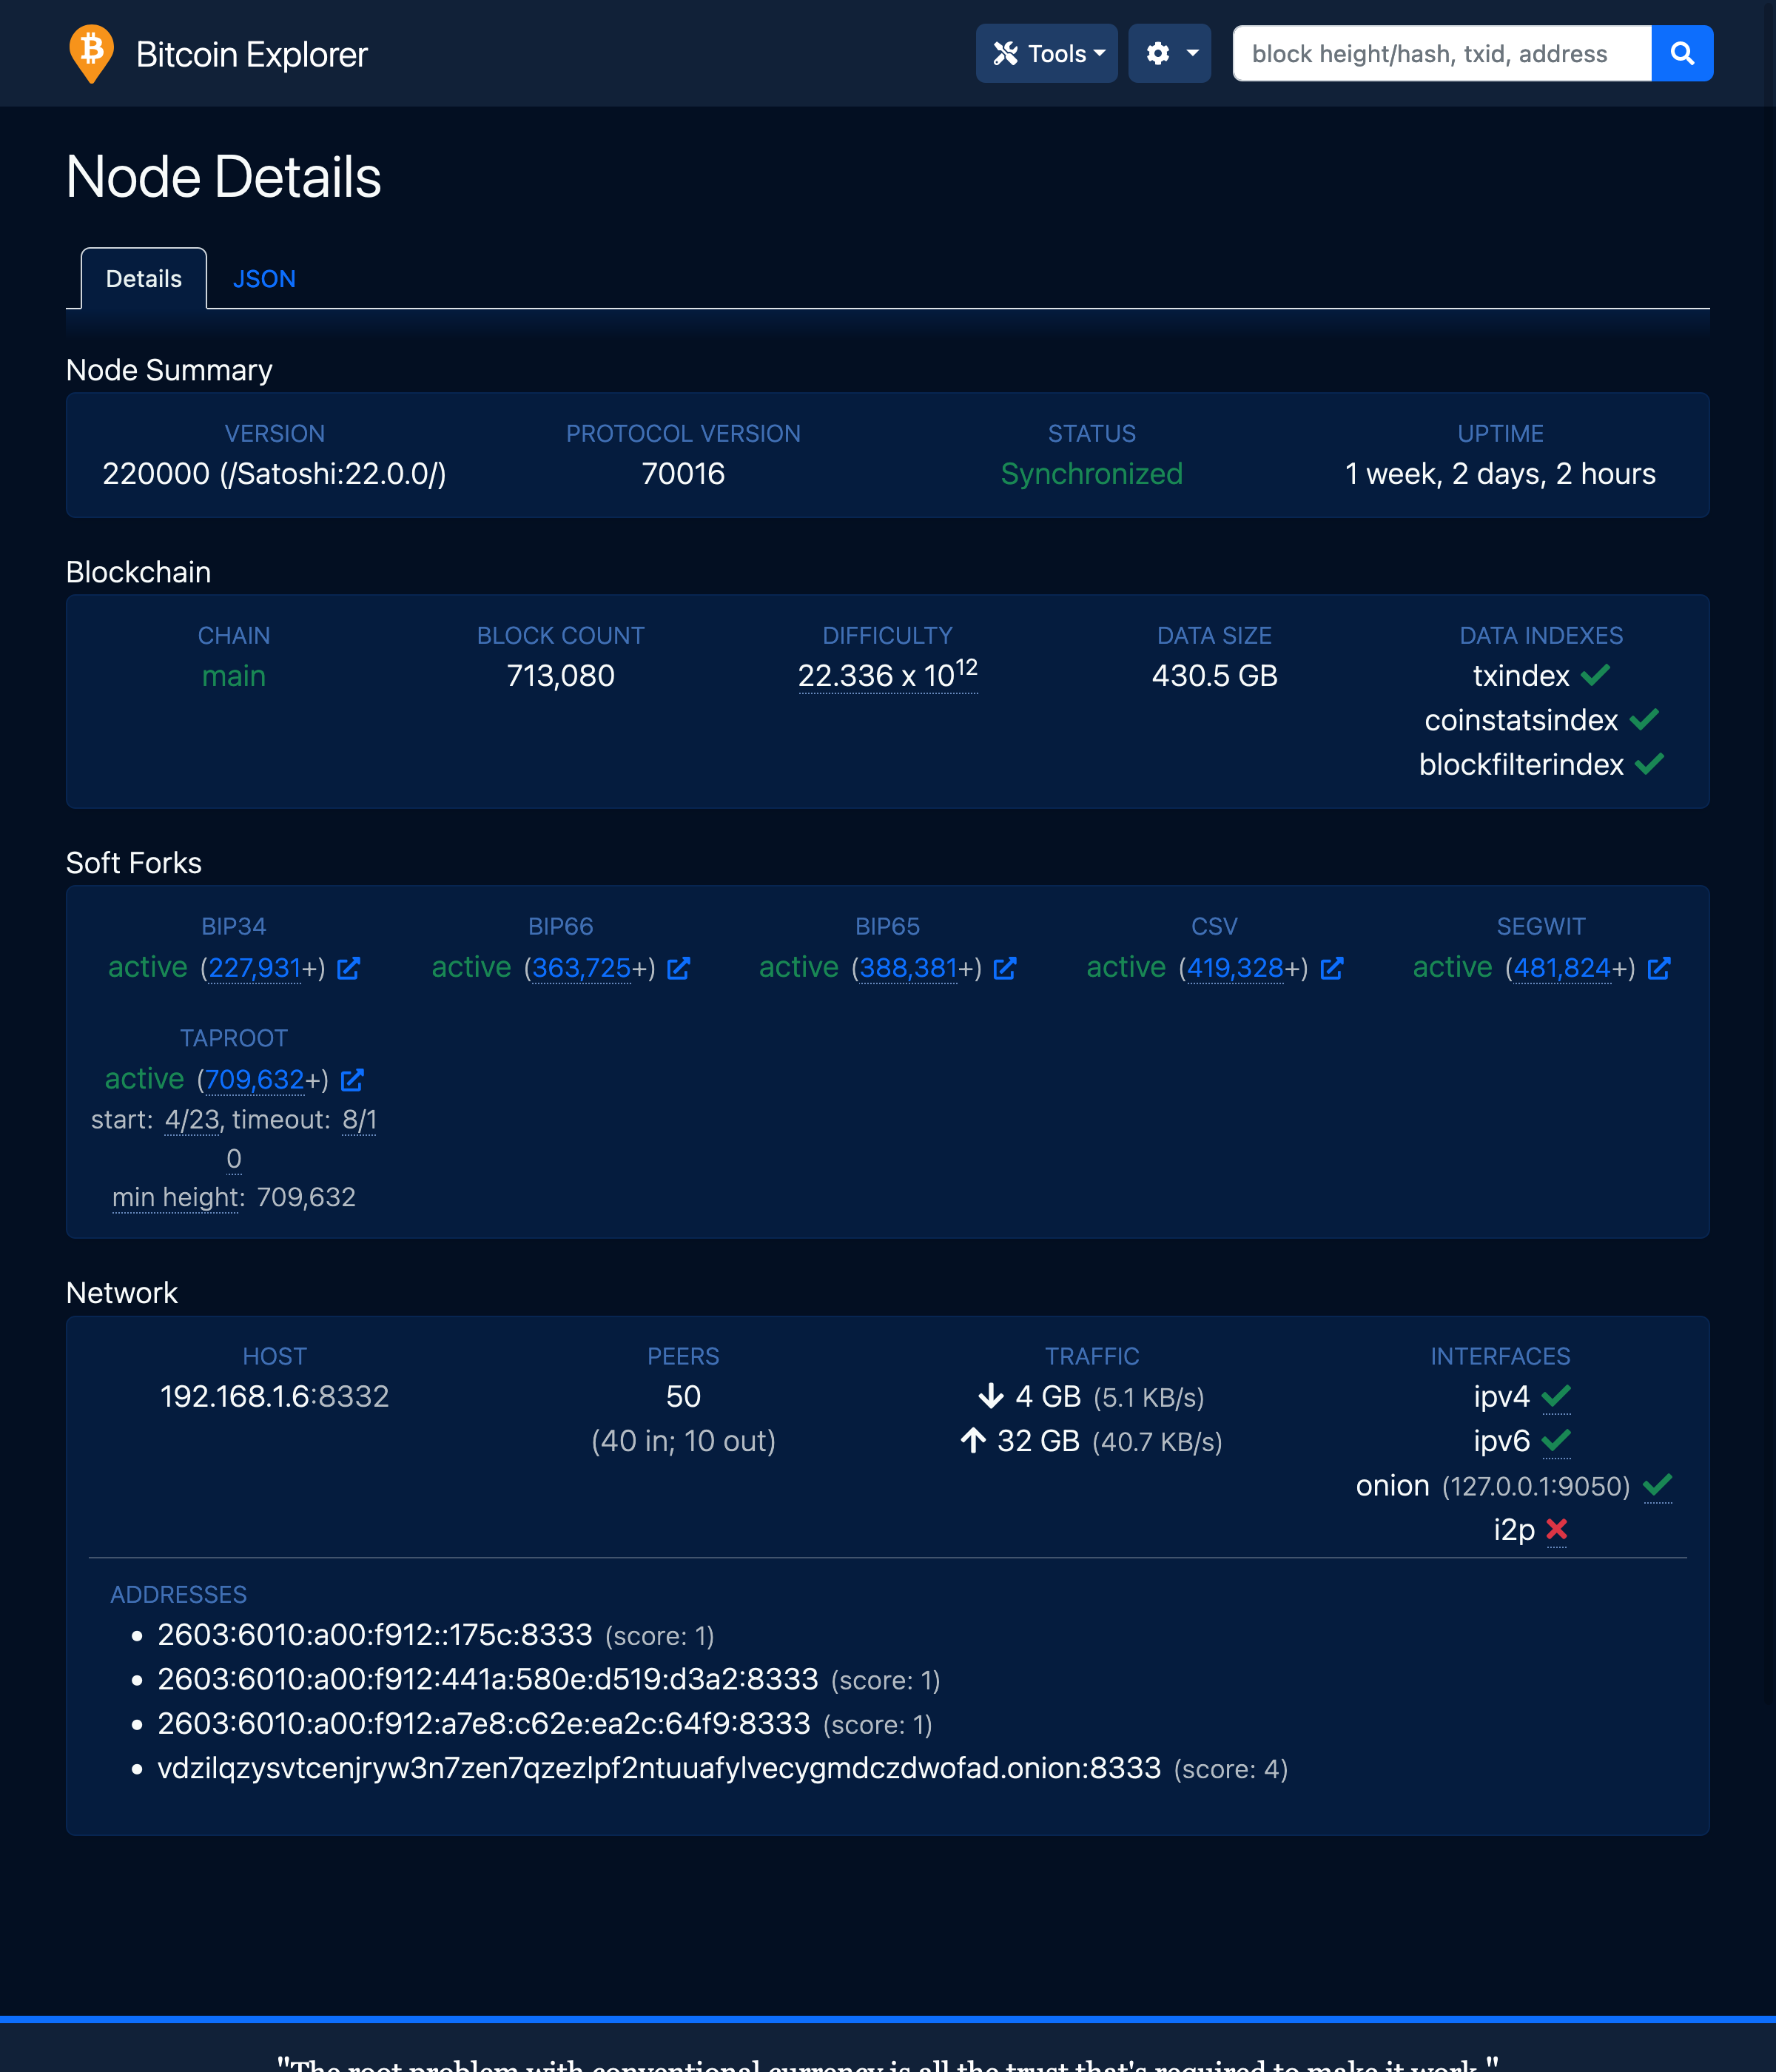 Bitcoin Explorer
Tools
block height/hash, txid, address
Node Details
Details JSON
Node Summary
VERSION PROTOCOL VERSION STATUS UPTIME
220000 (/Satoshi:22.0.0/) 70016 Synchronized 1 week, 2 days, 2 hours
Blockchain
CHAIN BLOCK COUNT DIFFICULTY DATA SIZE DATA INDEXES
main 713,080 22.336 x 10¹² 430.5 GB txindex
coinstatsindex
blockfilterindex
Soft Forks
BIP34 BIP66 BIP65 CSV SEGWIT
active (227,931+) active (363,725+) active (388,381+) active (419,328+) active (481,824+)
TAPROOT
active (709,632+)
start: 4/23, timeout: 8/1
0
min height: 709,632
Network
HOST PEERS TRAFFIC INTERFACES
192.168.1.6:8332 50 4 GB (5.1 KB/s) ipv4
(40 in; 10 out) 32 GB (40.7 KB/s) ipv6
onion (127.0.0.1:9050)
i2p
ADDRESSES
• 2603:6010:a00:f912::175c:8333 (score: 1)
• 2603:6010:a00:f912:441a:580e:d519:d3a2:8333 (score: 1)
• 2603:6010:a00:f912:a7e8:c62e:ea2c:64f9:8333 (score: 1)
• vdzilqzysvtcenjryw3n7zen7qzezlpf2ntuuafylvecygmdczdwofad.onion:8333 (score: 4)
"The root problem with conventional currency is all the trust that's required to make it work."